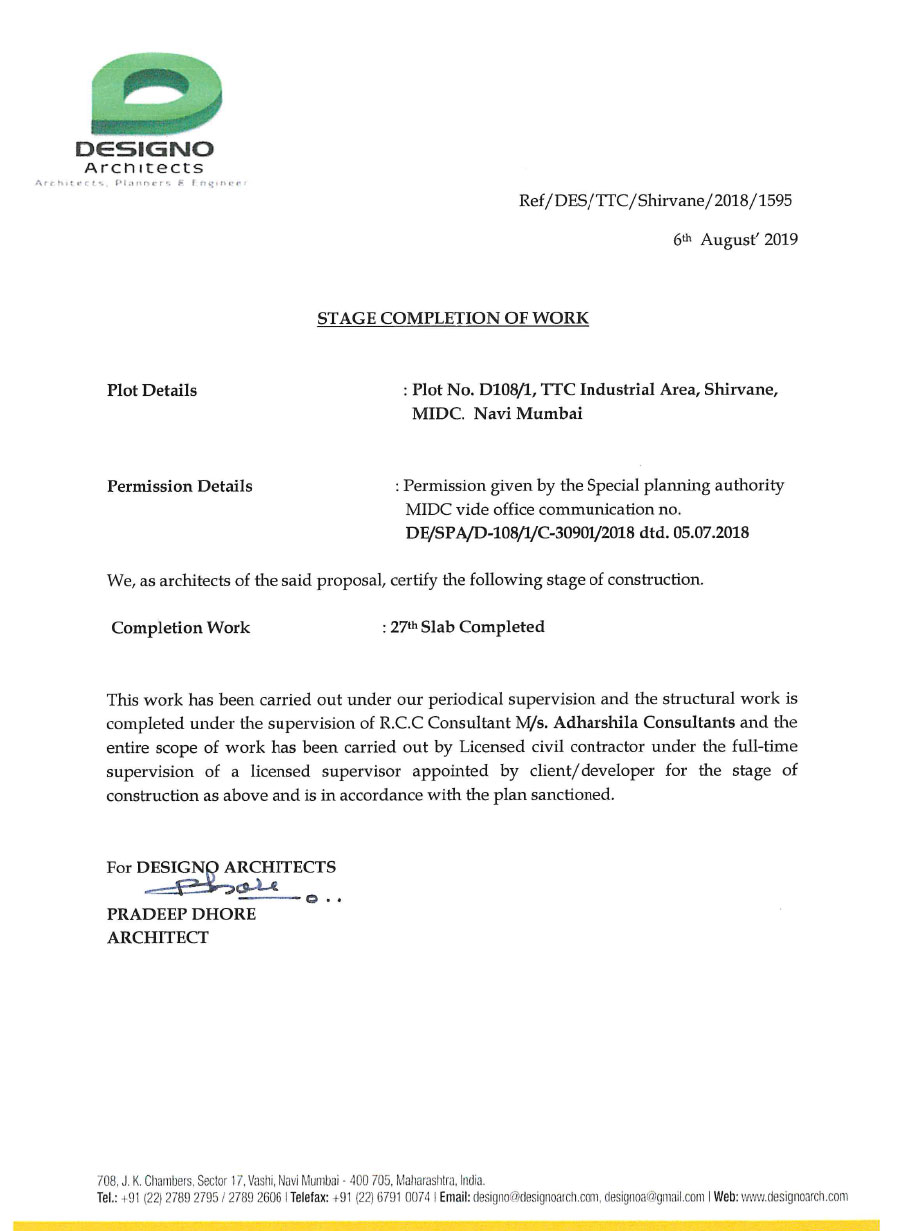 DESIGNO
Architects
Architects, Planners & Engineer
Ref/DES/TTC/Shirvane/2018/1595
6th August' 2019
STAGE COMPLETION OF WORK
Plot Details : Plot No. D108/1, TTC Industrial Area, Shirvane,
MIDC. Navi Mumbai
Permission Details : Permission given by the Special planning authority
MIDC vide office communication no.
DE/SPA/D-108/1/C-30901/2018 dtd. 05.07.2018
We, as architects of the said proposal, certify the following stage of construction.
Completion Work : 27th Slab Completed
This work has been carried out under our periodical supervision and the structural work is
completed under the supervision of R.C.C Consultant M/s. Adharshila Consultants and the
entire scope of work has been carried out by Licensed civil contractor under the full-time
supervision of a licensed supervisor appointed by client/developer for the stage of
construction as above and is in accordance with the plan sanctioned.
For DESIGNO ARCHITECTS
PRADEEP DHORE
ARCHITECT
708, J. K. Chambers, Sector 17, Vashi, Navi Mumbai - 400 705, Maharashtra, India.
Tel.: +91 (22) 2789 2795 / 2789 2606 | Telefax: +91 (22) 6791 0074 | Email: designo@designoarch.com, designoa@gmail.com | Web: www.designoarch.com